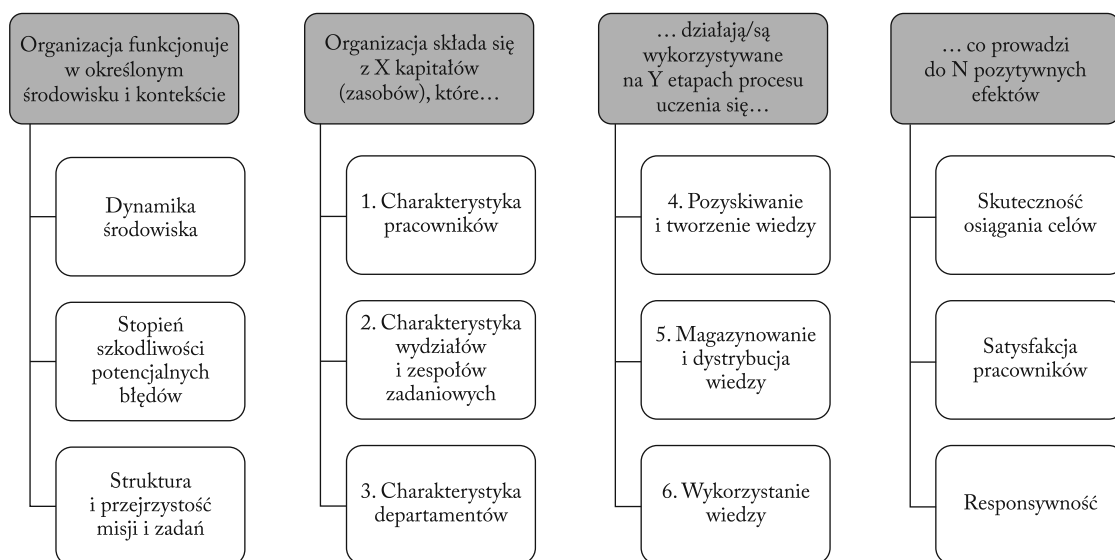 Organizacja funkcjonuje
w określonym
środowisku i kontekście
Dynamika
środowiska
Stopień
szkodliwości
potencjalnych
błędów
Struktura
i przejrzystość
misji i zadań
Organizacja składa się
z X kapitałów
(zasobów), które…
1. Charakterystyka
pracowników
2. Charakterystyka
wydziałów
i zespołów
zadaniowych
3. Charakterystyka
departamentów
… działają/są
wykorzystywane
na Y etapach procesu
uczenia się…
4. Pozyskiwanie
i tworzenie wiedzy
5. Magazynowanie
i dystrybucja
wiedzy
6. Wykorzystanie
wiedzy
… co prowadzi
do N pozytywnych
efektów
Skuteczność
osiągania celów
Satysfakcja
pracowników
Responsywność